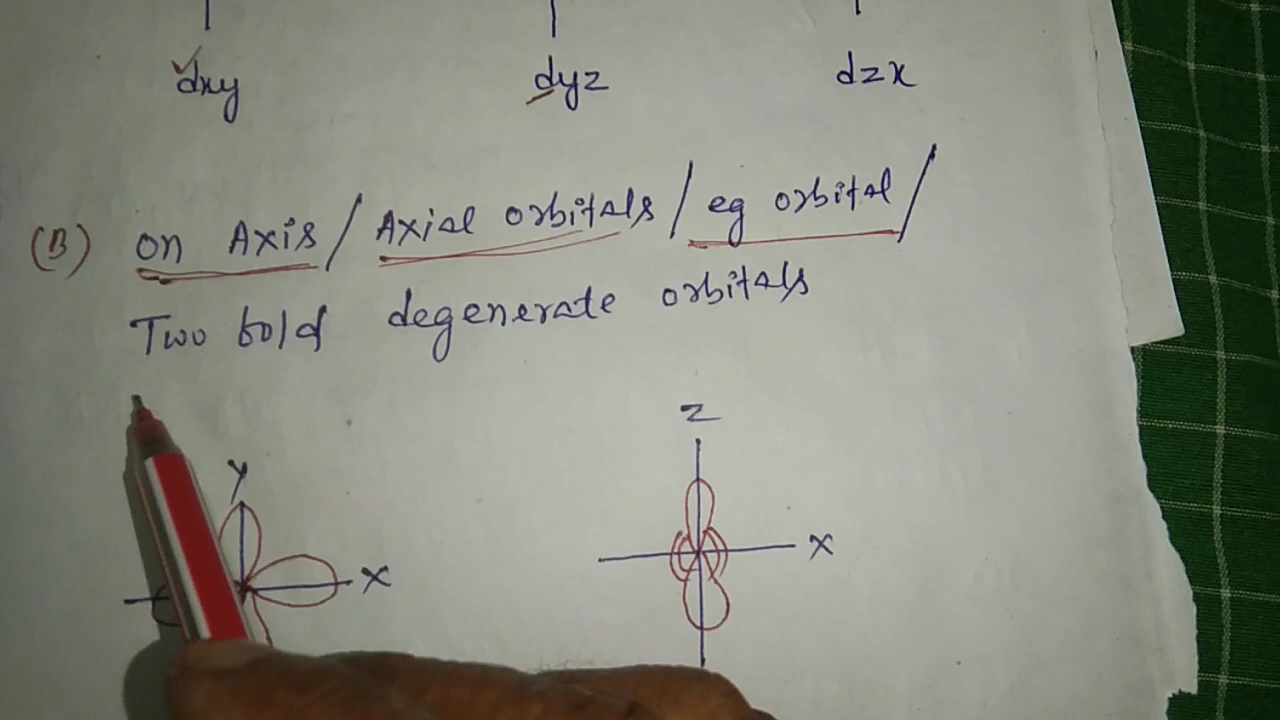 dxy dyz dzx
(B) on Axis / Axial orbitals / eg orbital /
Two fold degenerate orbitals
Z
Y
X
X